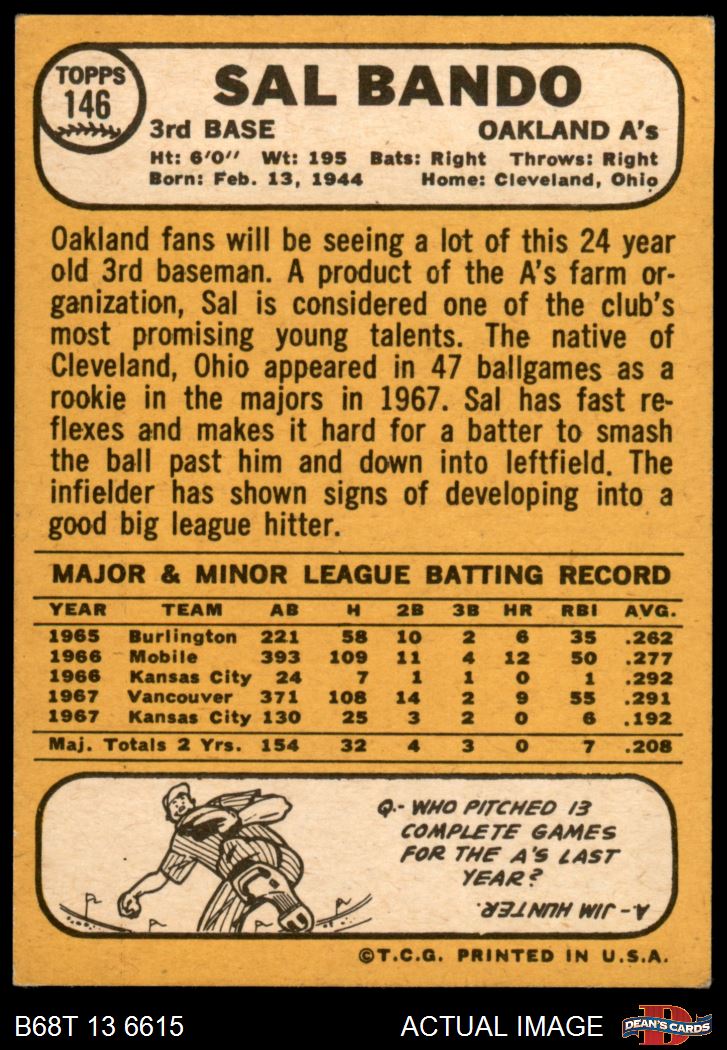 TOPPS
146
SAL BANDO
3rd BASE OAKLAND A's
Ht: 6'0" Wt: 195 Bats: Right Throws: Right
Born: Feb. 13, 1944 Home: Cleveland, Ohio
Oakland fans will be seeing a lot of this 24 year
old 3rd baseman. A product of the A's farm or-
ganization, Sal is considered one of the club's
most promising young talents. The native of
Cleveland, Ohio appeared in 47 ballgames as a
rookie in the majors in 1967. Sal has fast re-
flexes and makes it hard for a batter to smash
the ball past him and down into leftfield. The
infielder has shown signs of developing into a
good big league hitter.
MAJOR & MINOR LEAGUE BATTING RECORD
YEAR TEAM AB H 2B 3B HR RBI AVG.
1965 Burlington 221 58 10 2 6 35 .262
1966 Mobile 393 109 11 4 12 50 .277
1966 Kansas City 24 7 1 1 0 1 .292
1967 Vancouver 371 108 14 2 9 55 .291
1967 Kansas City 130 25 3 2 0 6 .192
Maj. Totals 2 Yrs. 154 32 4 3 0 7 .208
Q.- WHO PITCHED 13
COMPLETE GAMES
FOR THE A'S LAST
YEAR?
A- JIM HUNTER.
©T.C.G. PRINTED IN U.S.A.
B68T 13 6615 ACTUAL IMAGE
D
DEAN'S CARDS